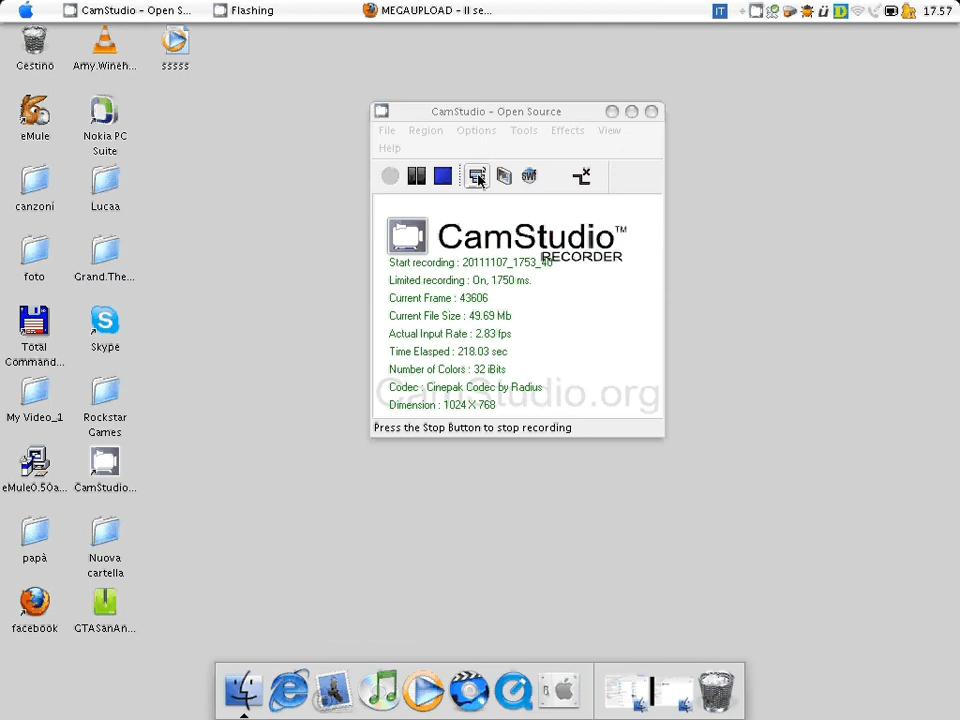 CamStudio - Open S...
Flashing
MEGAUPLOAD - Il se...
IT
17.57
Cestino
Amy.Wineh...
sssss
eMule
Nokia PC
Suite
canzoni
Lucaa
foto
Grand.The...
Total
Command...
Skype
My Video_1
Rockstar
Games
eMule0.50a...
CamStudio...
papà
Nuova
cartella
facebook
GTASanAn...
CamStudio - Open Source
File
Region
Options
Tools
Effects
View
Help
SWF
CamStudio™
RECORDER
Start recording : 20111107_1753_40
Limited recording : On, 1750 ms.
Current Frame : 43606
Current File Size : 49.69 Mb
Actual Input Rate : 2.83 fps
Time Elasped : 218.03 sec
Number of Colors : 32 iBits
Codec : Cinepak Codec by Radius
CamStudio.org
Dimension : 1024 X 768
Press the Stop Button to stop recording